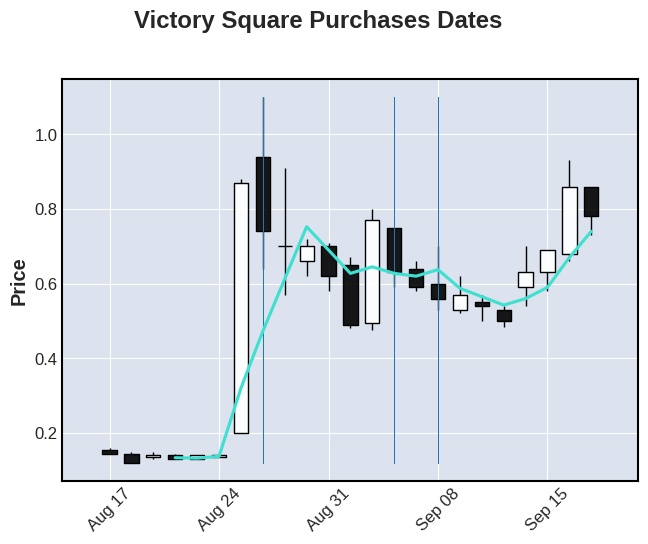 Victory Square Purchases Dates
Price
1.0
0.8
0.6
0.4
0.2
Aug 17
Aug 24
Aug 31
Sep 08
Sep 15